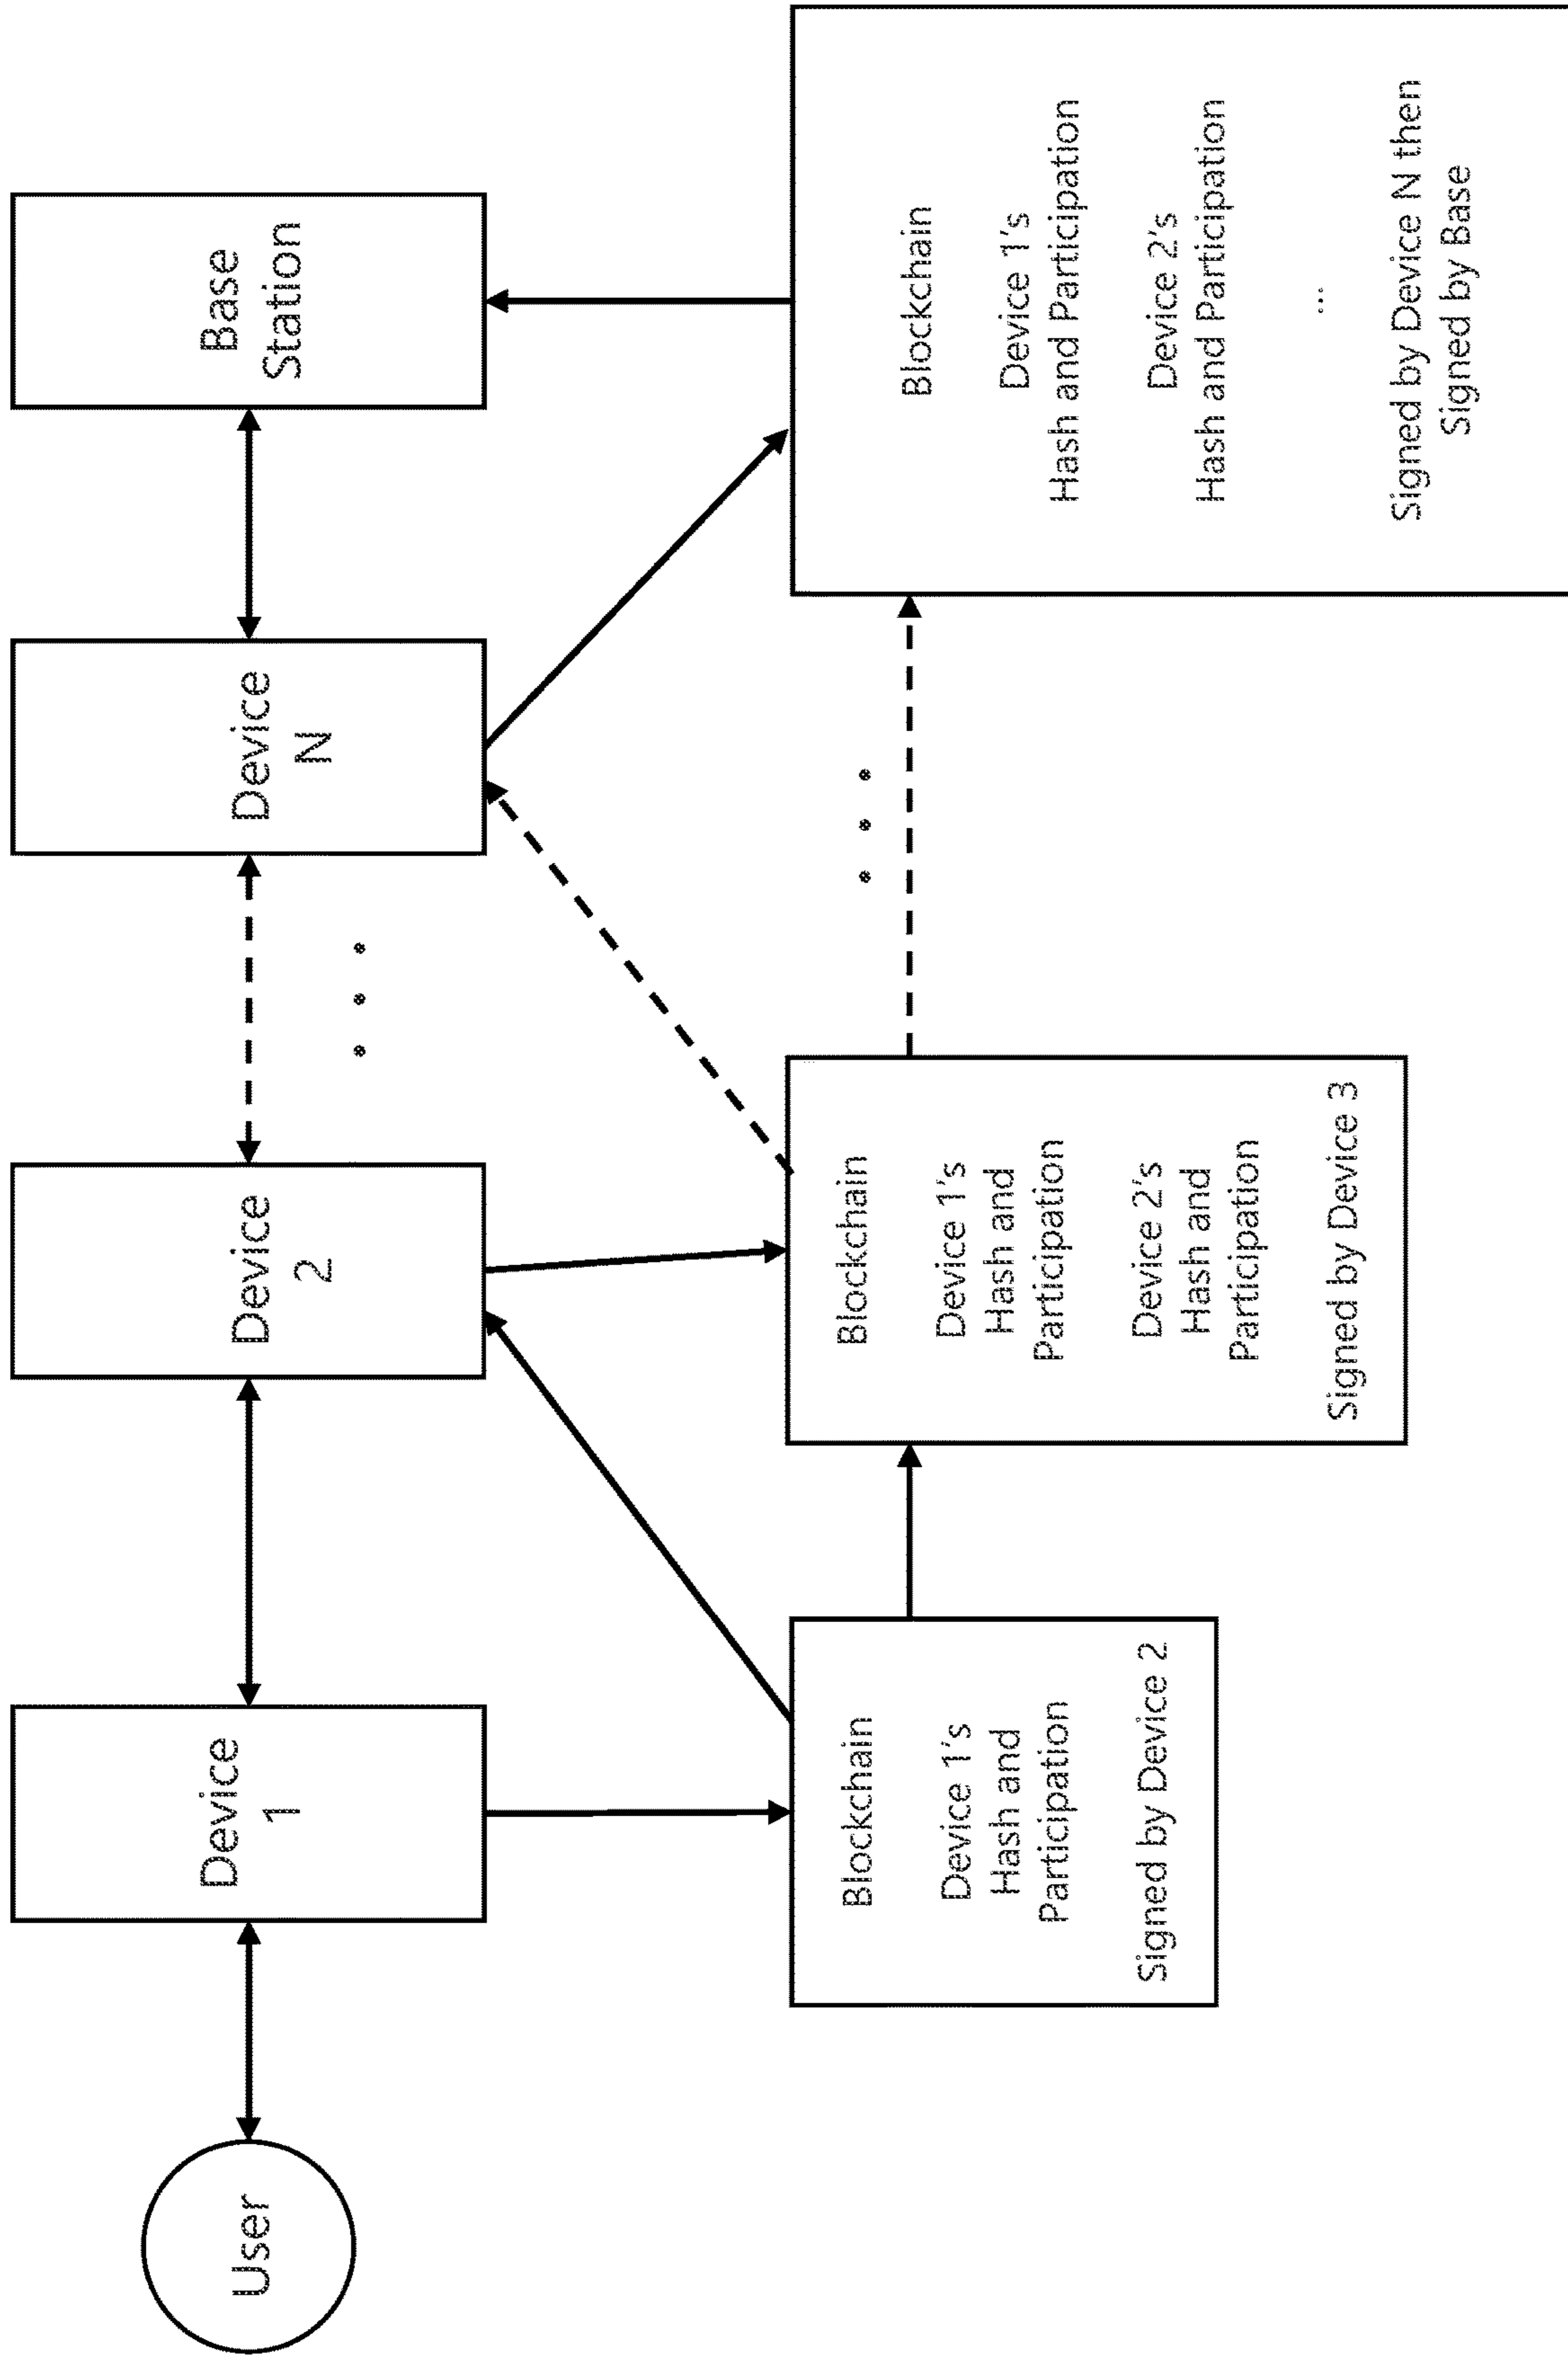 User
Device
1
Device
2
Device
N
Base
Station
Blockchain
Device 1's
Hash and
Participation
Signed by Device 2
Blockchain
Device 1's
Hash and
Participation
Device 2's
Hash and
Participation
Signed by Device 3
Blockchain
Device 1's
Hash and Participation
Device 2's
Hash and Participation
...
Signed by Device N then
Signed by Base